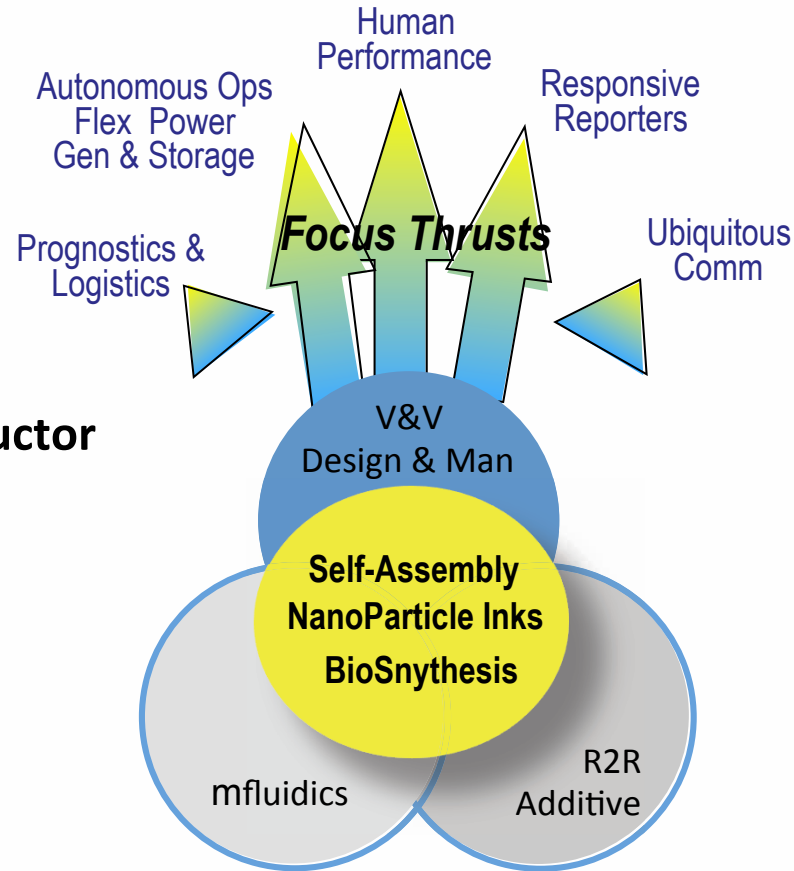 Human
Performance
Autonomous Ops
Flex Power
Gen & Storage
Responsive
Reporters
Focus Thrusts
Prognostics &
Logistics
Ubiquitous
Comm
uctor
V&V
Design & Man
Self-Assembly
NanoParticle Inks
BioSnythesis
mfluidics
R2R
Additive